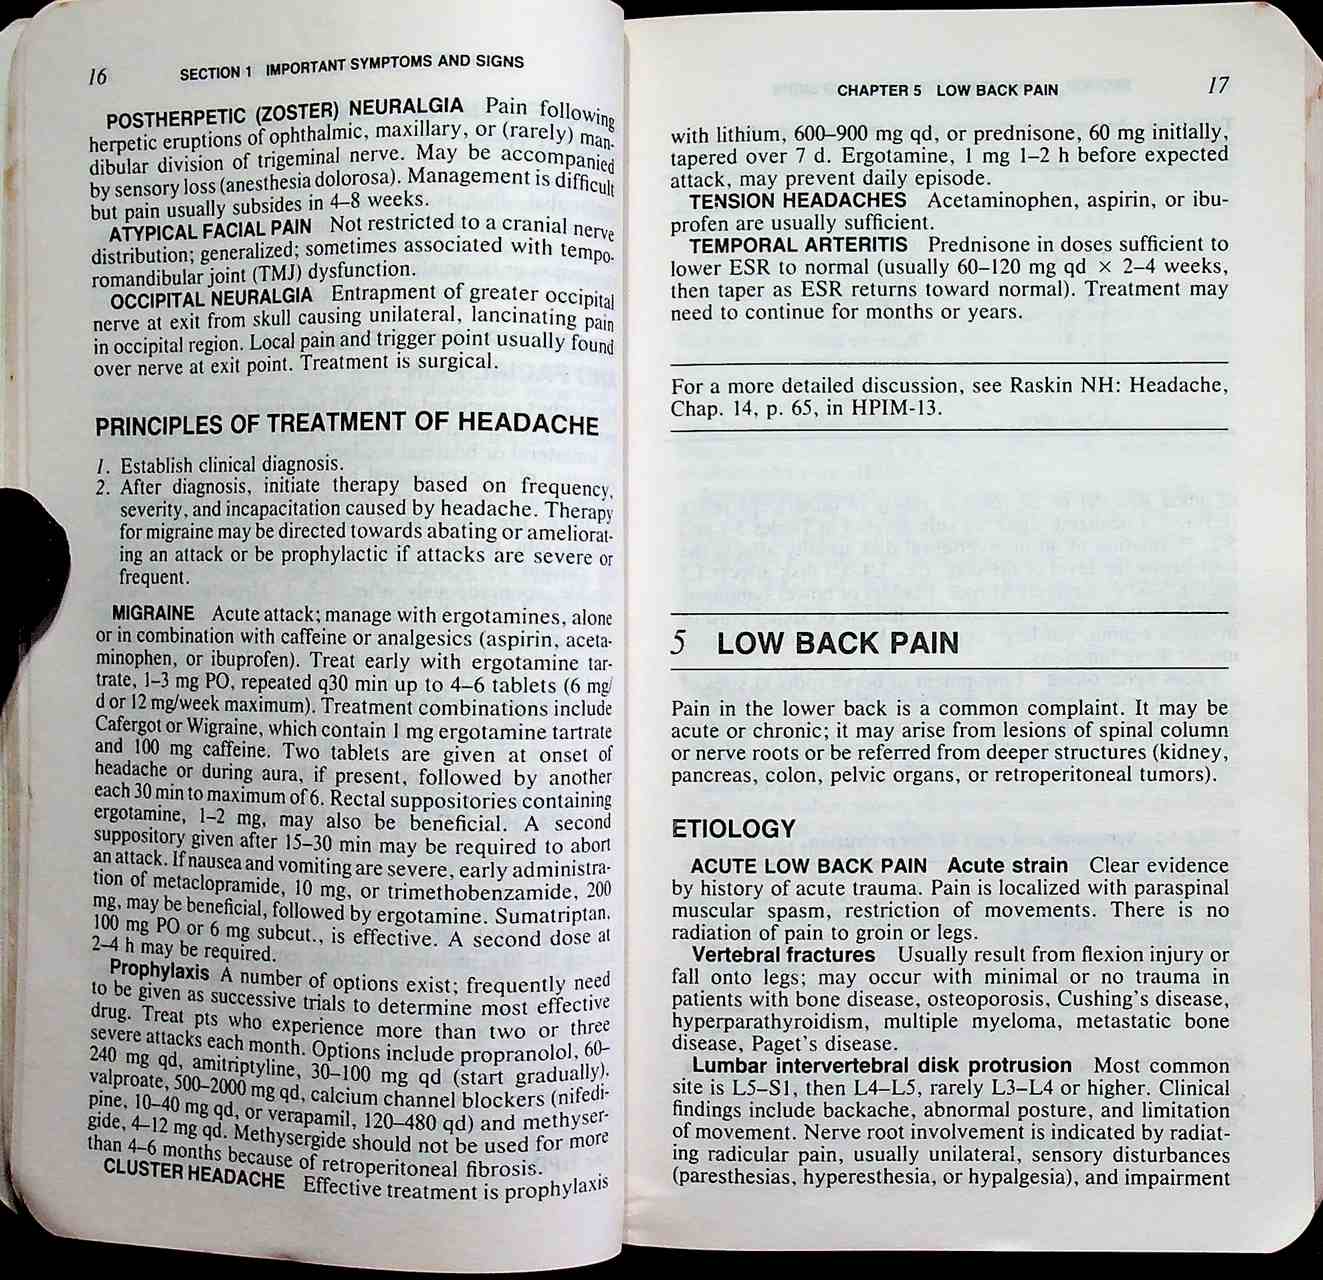 16 SECTION 1 IMPORTANT SYMPTOMS AND SIGNS
POSTHERPETIC (ZOSTER) NEURALGIA Pain following
herpetic eruptions of ophthalmic, maxillary, or (rarely) man-
dibular division of trigeminal nerve. May be accompanied
by sensory loss (anesthesia dolorosa). Management is difficult
but pain usually subsides in 4–8 weeks.
ATYPICAL FACIAL PAIN Not restricted to a cranial nerve
distribution; generalized; sometimes associated with tempo-
romandibular joint (TMJ) dysfunction.
OCCIPITAL NEURALGIA Entrapment of greater occipital
nerve at exit from skull causing unilateral, lancinating pain
in occipital region. Local pain and trigger point usually found
over nerve at exit point. Treatment is surgical.
PRINCIPLES OF TREATMENT OF HEADACHE
1. Establish clinical diagnosis.
2. After diagnosis, initiate therapy based on frequency,
severity, and incapacitation caused by headache. Therapy
for migraine may be directed towards abating or ameliorat-
ing an attack or be prophylactic if attacks are severe or
frequent.
MIGRAINE Acute attack; manage with ergotamines, alone
or in combination with caffeine or analgesics (aspirin, aceta-
minophen, or ibuprofen). Treat early with ergotamine tar-
trate, 1–3 mg PO, repeated q30 min up to 4–6 tablets (6 mg/
d or 12 mg/week maximum). Treatment combinations include
Cafergot or Wigraine, which contain 1 mg ergotamine tartrate
and 100 mg caffeine. Two tablets are given at onset of
headache or during aura, if present, followed by another
each 30 min to maximum of 6. Rectal suppositories containing
ergotamine, 1–2 mg, may also be beneficial. A second
suppository given after 15–30 min may be required to abort
an attack. If nausea and vomiting are severe, early administra-
tion of metaclopramide, 10 mg, or trimethobenzamide, 200
mg, may be beneficial, followed by ergotamine. Sumatriptan,
100 mg PO or 6 mg subcut., is effective. A second dose at
2–4 h may be required.
Prophylaxis A number of options exist; frequently need
to be given as successive trials to determine most effective
drug. Treat pts who experience more than two or three
severe attacks each month. Options include propranolol, 60–
240 mg qd, amitriptyline, 30–100 mg qd (start gradually),
valproate, 500–2000 mg qd, calcium channel blockers (nifedi-
pine, 10–40 mg qd, or verapamil, 120–480 qd) and methyser-
gide, 4–12 mg qd. Methysergide should not be used for more
than 4–6 months because of retroperitoneal fibrosis.
CLUSTER HEADACHE Effective treatment is prophylaxis
CHAPTER 5 LOW BACK PAIN 17
with lithium, 600–900 mg qd, or prednisone, 60 mg initially,
tapered over 7 d. Ergotamine, 1 mg 1–2 h before expected
attack, may prevent daily episode.
TENSION HEADACHES Acetaminophen, aspirin, or ibu-
profen are usually sufficient.
TEMPORAL ARTERITIS Prednisone in doses sufficient to
lower ESR to normal (usually 60–120 mg qd × 2–4 weeks,
then taper as ESR returns toward normal). Treatment may
need to continue for months or years.
For a more detailed discussion, see Raskin NH: Headache,
Chap. 14, p. 65, in HPIM-13.
5 LOW BACK PAIN
Pain in the lower back is a common complaint. It may be
acute or chronic; it may arise from lesions of spinal column
or nerve roots or be referred from deeper structures (kidney,
pancreas, colon, pelvic organs, or retroperitoneal tumors).
ETIOLOGY
ACUTE LOW BACK PAIN Acute strain Clear evidence
by history of acute trauma. Pain is localized with paraspinal
muscular spasm, restriction of movements. There is no
radiation of pain to groin or legs.
Vertebral fractures Usually result from flexion injury or
fall onto legs; may occur with minimal or no trauma in
patients with bone disease, osteoporosis, Cushing's disease,
hyperparathyroidism, multiple myeloma, metastatic bone
disease, Paget's disease.
Lumbar intervertebral disk protrusion Most common
site is L5–S1, then L4–L5, rarely L3–L4 or higher. Clinical
findings include backache, abnormal posture, and limitation
of movement. Nerve root involvement is indicated by radiat-
ing radicular pain, usually unilateral, sensory disturbances
(paresthesias, hyperesthesia, or hypalgesia), and impairment